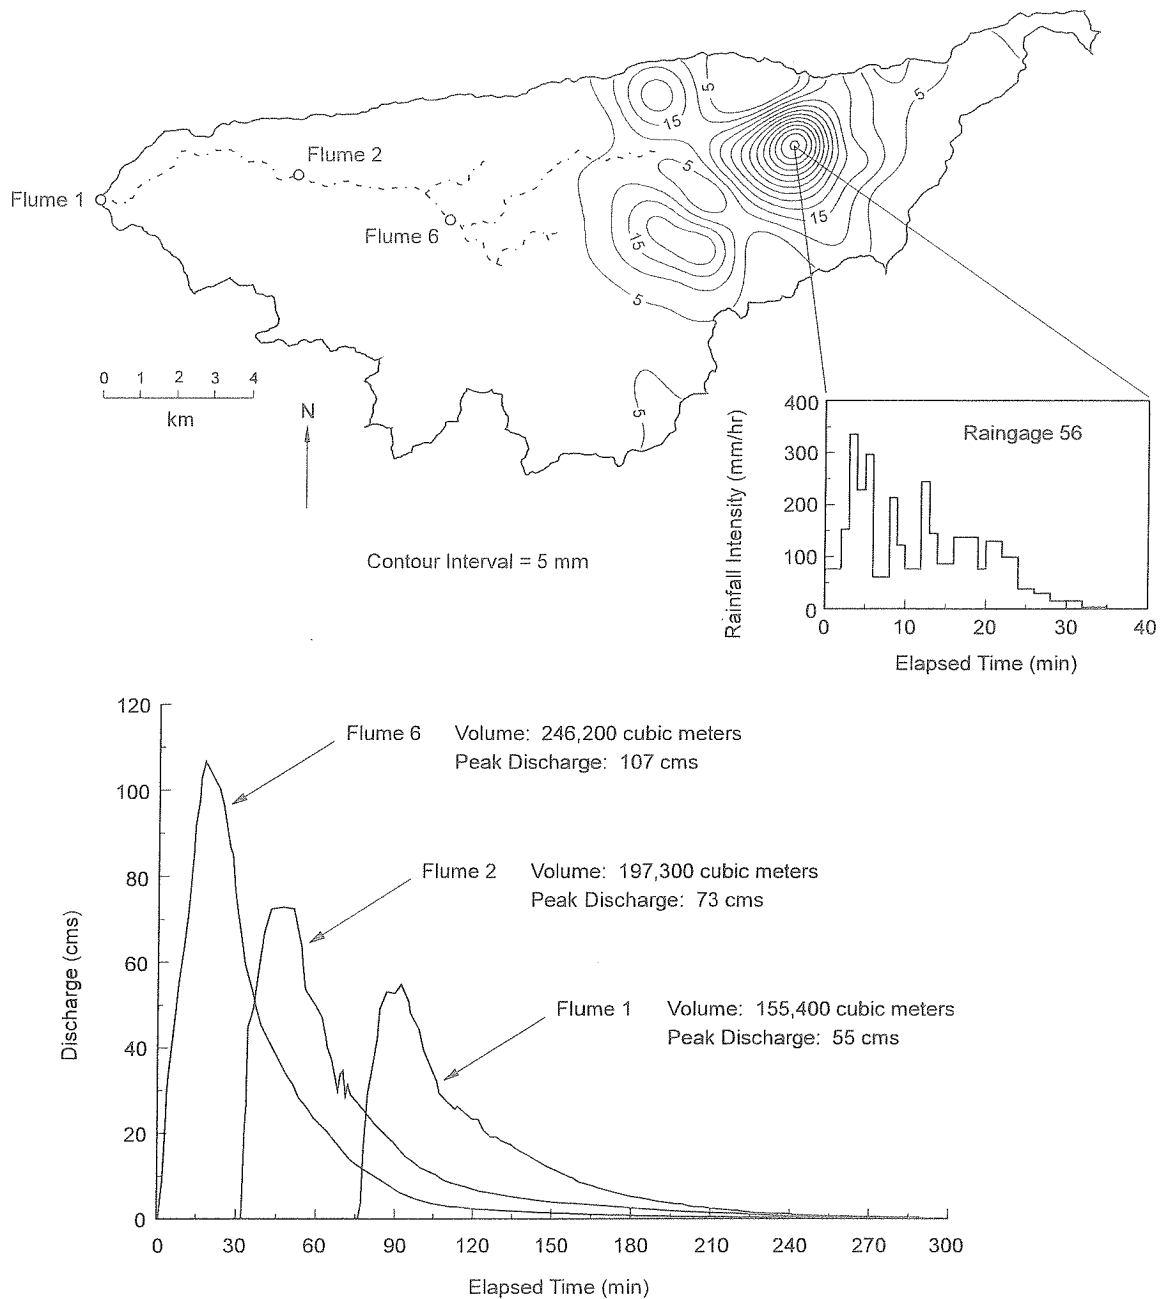 5
5
15
Flume 2
5
Flume 1
15
Flume 6
15
5
0 1 2 3 4
km
N
5
400
Raingage 56
300
200
100
0
Rainfall Intensity (mm/hr)
Contour Interval = 5 mm
0 10 20 30 40
Elapsed Time (min)
120
Flume 6 Volume: 246,200 cubic meters
Peak Discharge: 107 cms
100
Flume 2 Volume: 197,300 cubic meters
80
Peak Discharge: 73 cms
60
Flume 1 Volume: 155,400 cubic meters
Peak Discharge: 55 cms
40
20
0
Discharge (cms)
0 30 60 90 120 150 180 210 240 270 300
Elapsed Time (min)